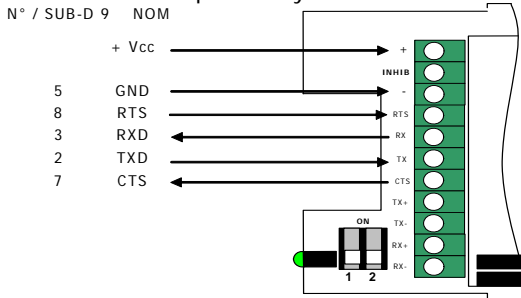 N° / SUB-D 9 NOM
+ Vcc +
INHIB
5 GND -
8 RTS RTS
3 RXD RX
2 TXD TX
7 CTS CTS
TX+
ON TX-
RX+
RX-
1 2